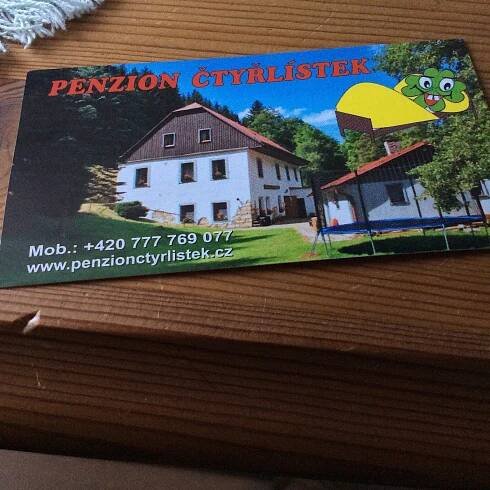 PENZION ČTYŘLÍSTEK
Mob.: +420 777 769 077
www.penzionctyrlistek.cz